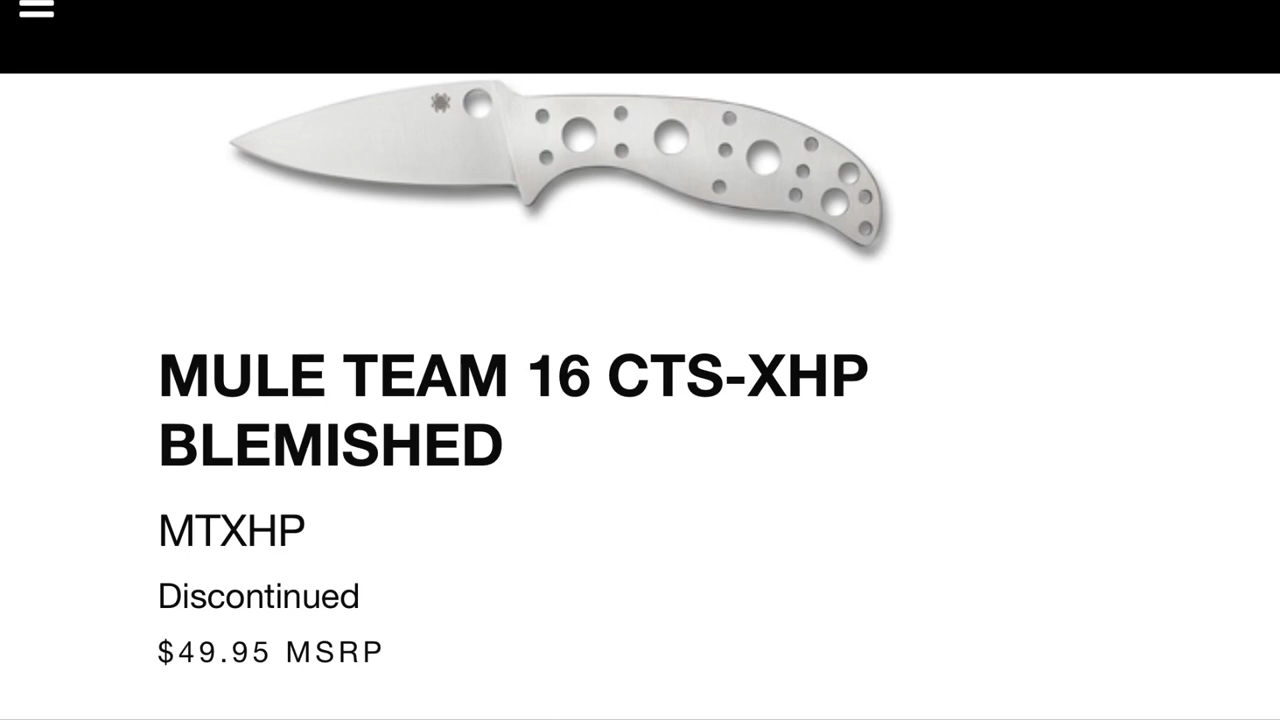 MULE TEAM 16 CTS-XHP
BLEMISHED
MTXHP
Discontinued
$49.95 MSRP